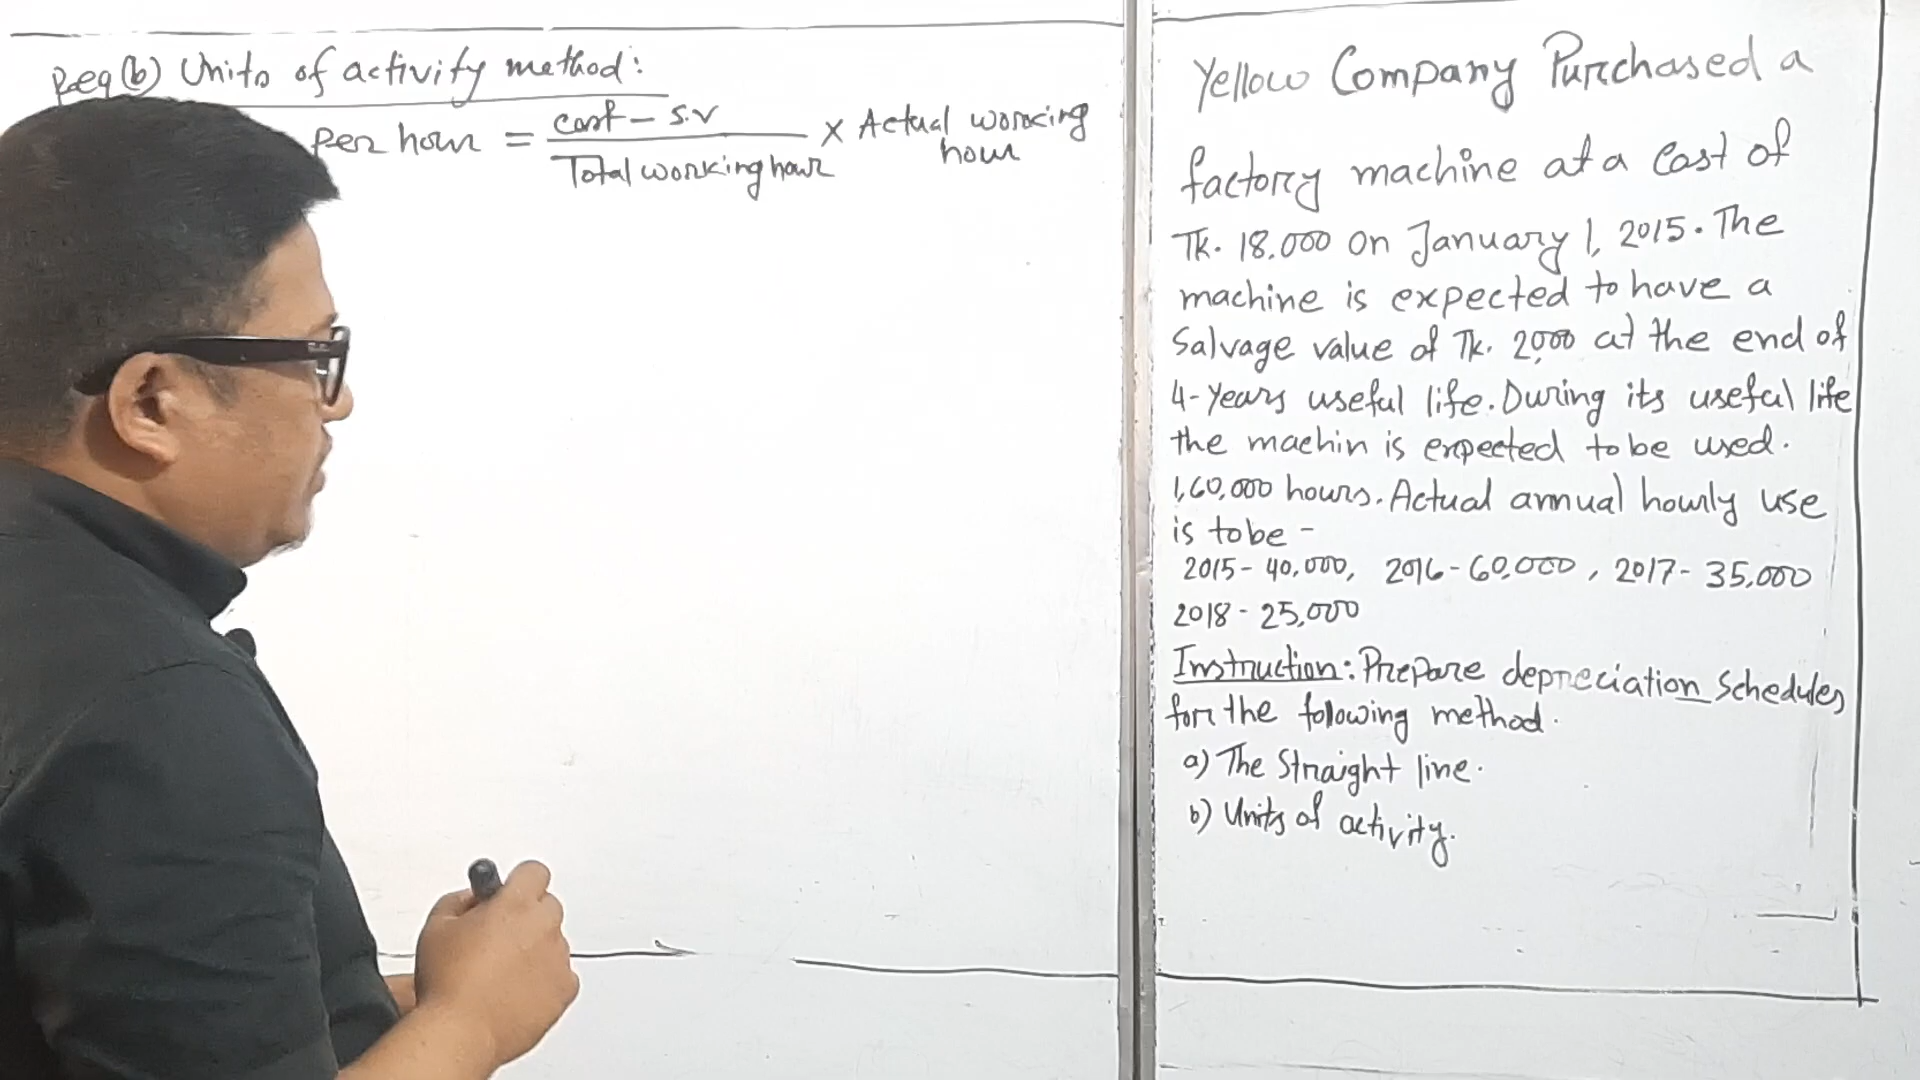 Req (b) Units of activity method:
Per hour = cost - S.V / Total working hour × Actual working hour
Yellow Company Purchased a
factory machine at a Cost of
Tk. 18.000 on January 1, 2015. The
machine is expected to have a
Salvage value of Tk. 2,000 at the end of
4-Years useful life. During its useful life
the machin is expected to be used.
1,60,000 hours. Actual annual hourly use
is to be -
2015 - 40,000, 2016 - 60,000, 2017 - 35,000
2018 - 25,000
Instruction: Prepare depreciation Schedules
for the folowing method.
a) The Straight line.
b) Units of activity.